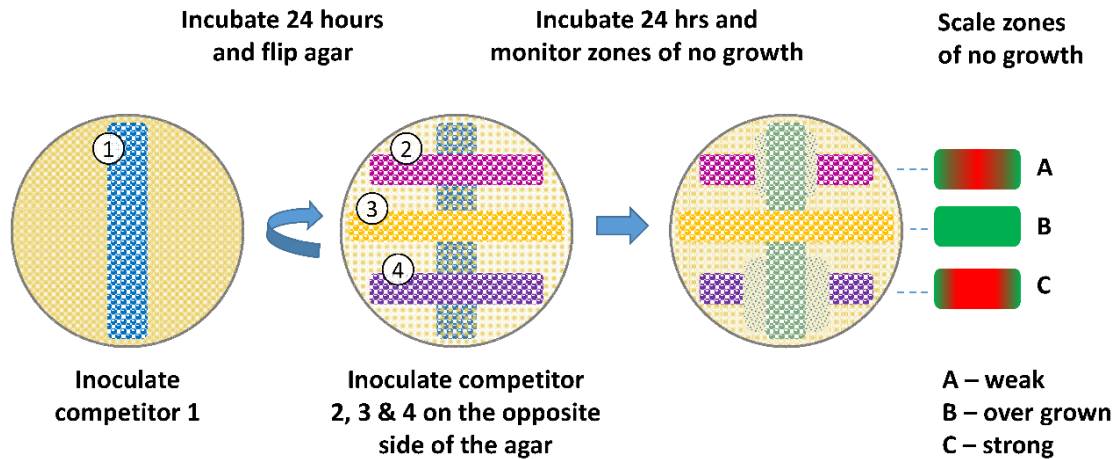 Incubate 24 hours
and flip agar
Incubate 24 hrs and
monitor zones of no growth
Scale zones
of no growth
1
2
3
4
A
B
C
Inoculate
competitor 1
Inoculate competitor
2, 3 & 4 on the opposite
side of the agar
A – weak
B – over grown
C – strong